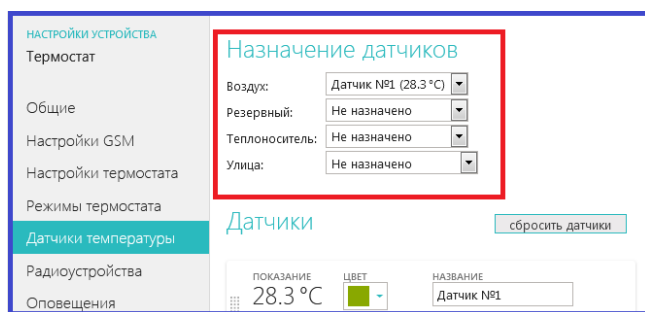 НАСТРОЙКИ УСТРОЙСТВА
Термостат
Общие
Настройки GSM
Настройки термостата
Режимы термостата
Датчики температуры
Радиоустройства
Оповещения
Назначение датчиков
Воздух: Датчик №1 (28.3 °C)
Резервный: Не назначено
Теплоноситель: Не назначено
Улица: Не назначено
Датчики сбросить датчики
ПОКАЗАНИЕ ЦВЕТ НАЗВАНИЕ
28.3 °C Датчик №1